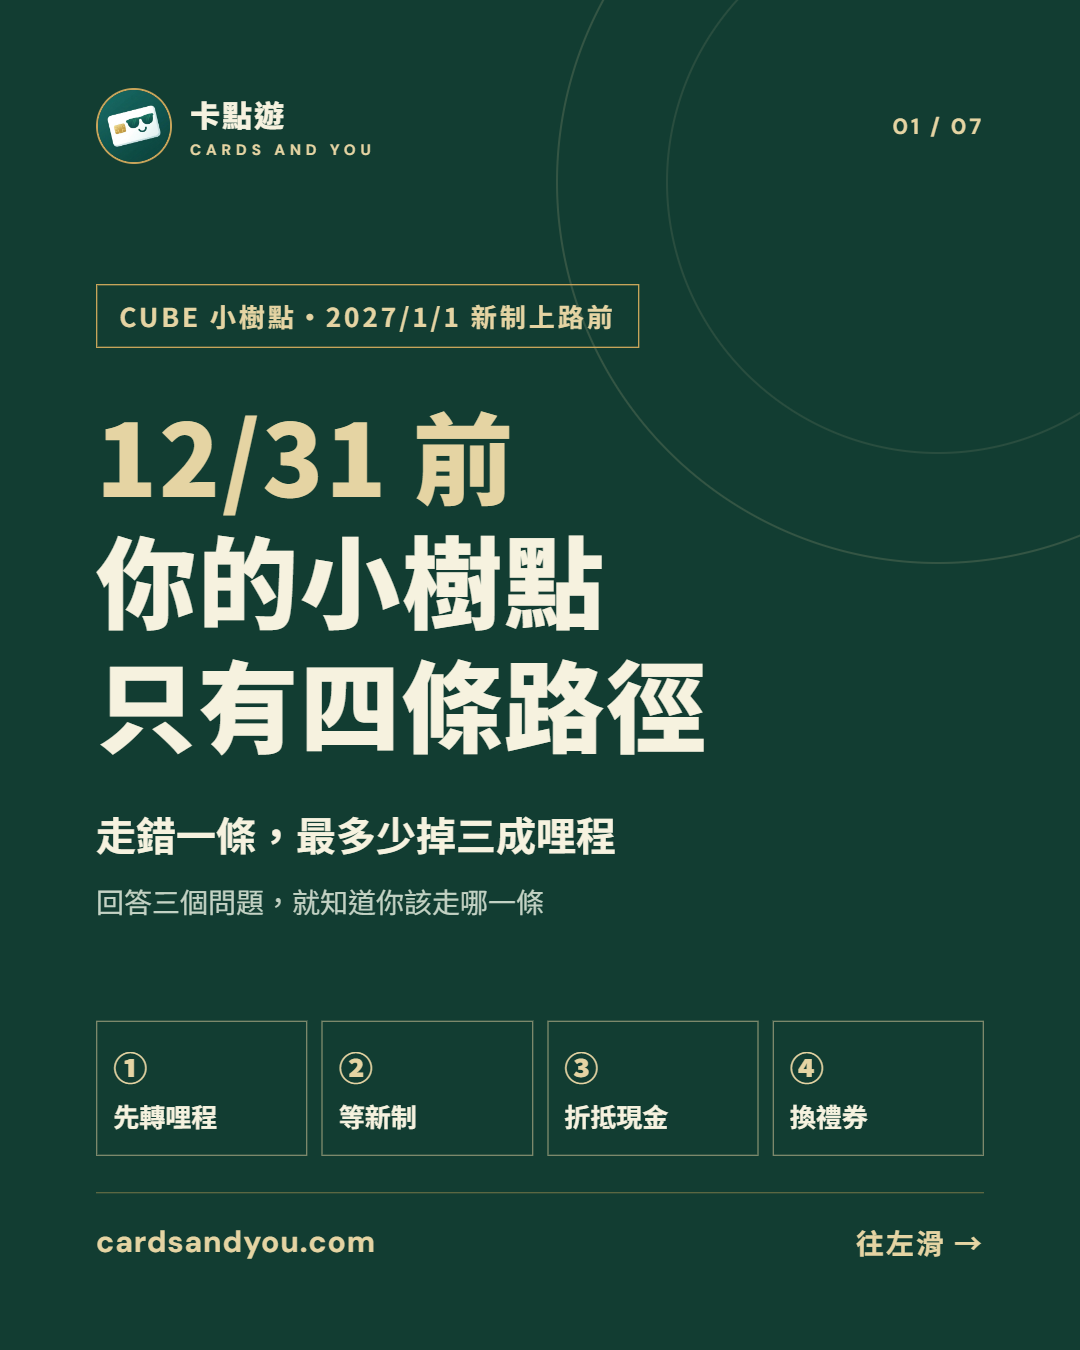 卡點遊
CARDS AND YOU
01 / 07
CUBE 小樹點・2027/1/1 新制上路前
12/31 前
你的小樹點
只有四條路徑
走錯一條，最多少掉三成哩程
回答三個問題，就知道你該走哪一條
①
先轉哩程
②
等新制
③
折抵現金
④
換禮券
cardsandyou.com
往左滑 →